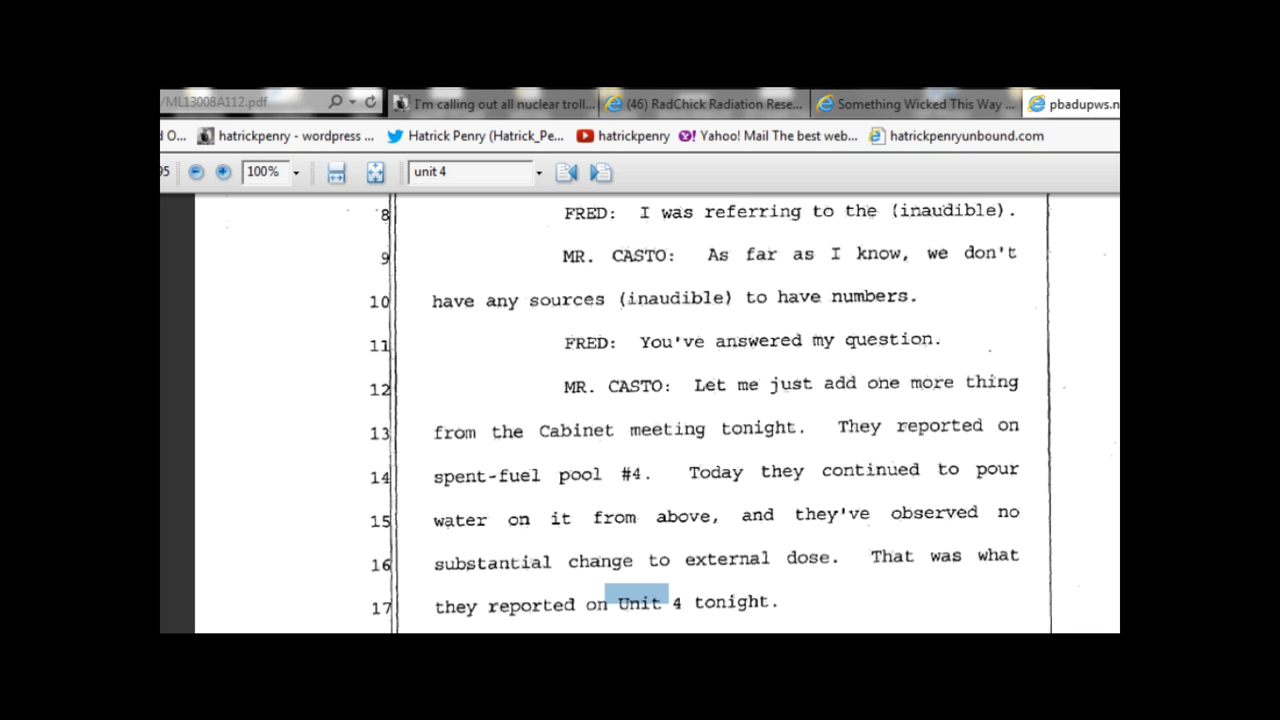 /ML13008A112.pdf
I'm calling out all nuclear troll...
(46) RadChick Radiation Rese...
Something Wicked This Way ...
pbadupws.n
d O...
hatrickpenry - wordpress ...
Hatrick Penry (Hatrick_Pe...
hatrickpenry
Yahoo! Mail The best web...
hatrickpenryunbound.com
95
100%
unit 4
8 FRED: I was referring to the (inaudible).
9 MR. CASTO: As far as I know, we don't
10 have any sources (inaudible) to have numbers.
11 FRED: You've answered my question.
12 MR. CASTO: Let me just add one more thing
13 from the Cabinet meeting tonight. They reported on
14 spent-fuel pool #4. Today they continued to pour
15 water on it from above, and they've observed no
16 substantial change to external dose. That was what
17 they reported on Unit 4 tonight.